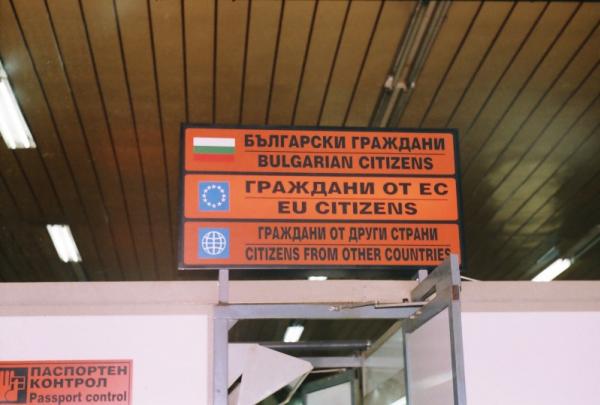 БЪЛГАРСКИ ГРАЖДАНИ
BULGARIAN CITIZENS
ГРАЖДАНИ ОТ ЕС
EU CITIZENS
ГРАЖДАНИ ОТ ДРУГИ СТРАНИ
CITIZENS FROM OTHER COUNTRIES
ПАСПОРТЕН
КОНТРОЛ
Passport control